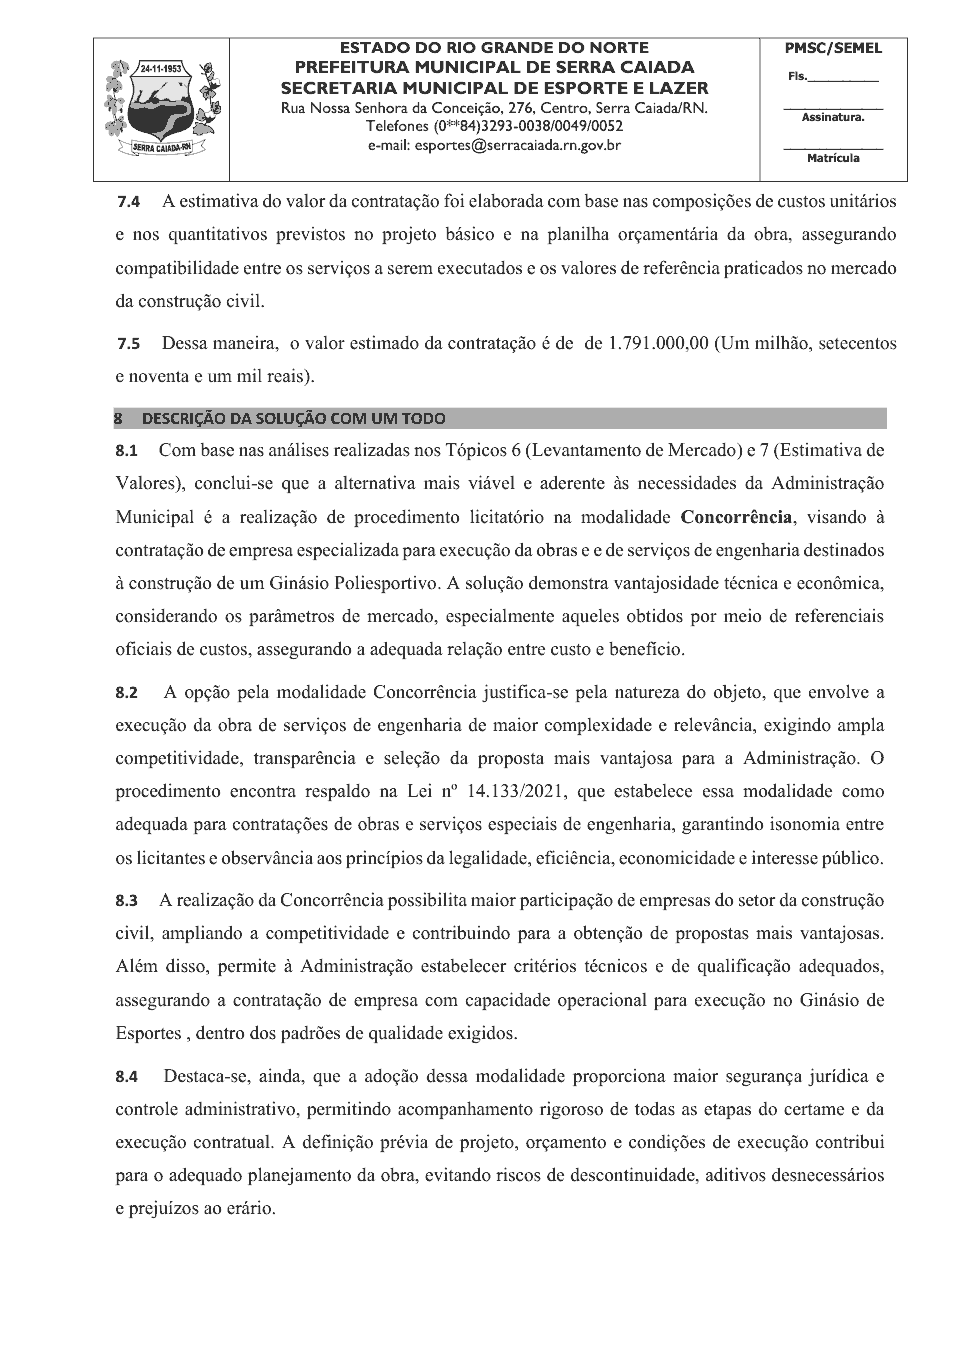 24-11-1953
SERRA CAIADA-RN
ESTADO DO RIO GRANDE DO NORTE
PREFEITURA MUNICIPAL DE SERRA CAIADA
SECRETARIA MUNICIPAL DE ESPORTE E LAZER
Rua Nossa Senhora da Conceição, 276, Centro, Serra Caiada/RN.
Telefones (0**84)3293-0038/0049/0052
e-mail: esportes@serracaiada.rn.gov.br
PMSC/SEMEL
Fls.___________
________________
Assinatura.
________________
Matrícula
7.4 A estimativa do valor da contratação foi elaborada com base nas composições de custos unitários
e nos quantitativos previstos no projeto básico e na planilha orçamentária da obra, assegurando
compatibilidade entre os serviços a serem executados e os valores de referência praticados no mercado
da construção civil.
7.5 Dessa maneira, o valor estimado da contratação é de de 1.791.000,00 (Um milhão, setecentos
e noventa e um mil reais).
8 DESCRIÇÃO DA SOLUÇÃO COM UM TODO
8.1 Com base nas análises realizadas nos Tópicos 6 (Levantamento de Mercado) e 7 (Estimativa de
Valores), conclui-se que a alternativa mais viável e aderente às necessidades da Administração
Municipal é a realização de procedimento licitatório na modalidade Concorrência, visando à
contratação de empresa especializada para execução da obras e e de serviços de engenharia destinados
à construção de um Ginásio Poliesportivo. A solução demonstra vantajosidade técnica e econômica,
considerando os parâmetros de mercado, especialmente aqueles obtidos por meio de referenciais
oficiais de custos, assegurando a adequada relação entre custo e benefício.
8.2 A opção pela modalidade Concorrência justifica-se pela natureza do objeto, que envolve a
execução da obra de serviços de engenharia de maior complexidade e relevância, exigindo ampla
competitividade, transparência e seleção da proposta mais vantajosa para a Administração. O
procedimento encontra respaldo na Lei nº 14.133/2021, que estabelece essa modalidade como
adequada para contratações de obras e serviços especiais de engenharia, garantindo isonomia entre
os licitantes e observância aos princípios da legalidade, eficiência, economicidade e interesse público.
8.3 A realização da Concorrência possibilita maior participação de empresas do setor da construção
civil, ampliando a competitividade e contribuindo para a obtenção de propostas mais vantajosas.
Além disso, permite à Administração estabelecer critérios técnicos e de qualificação adequados,
assegurando a contratação de empresa com capacidade operacional para execução no Ginásio de
Esportes , dentro dos padrões de qualidade exigidos.
8.4 Destaca-se, ainda, que a adoção dessa modalidade proporciona maior segurança jurídica e
controle administrativo, permitindo acompanhamento rigoroso de todas as etapas do certame e da
execução contratual. A definição prévia de projeto, orçamento e condições de execução contribui
para o adequado planejamento da obra, evitando riscos de descontinuidade, aditivos desnecessários
e prejuízos ao erário.